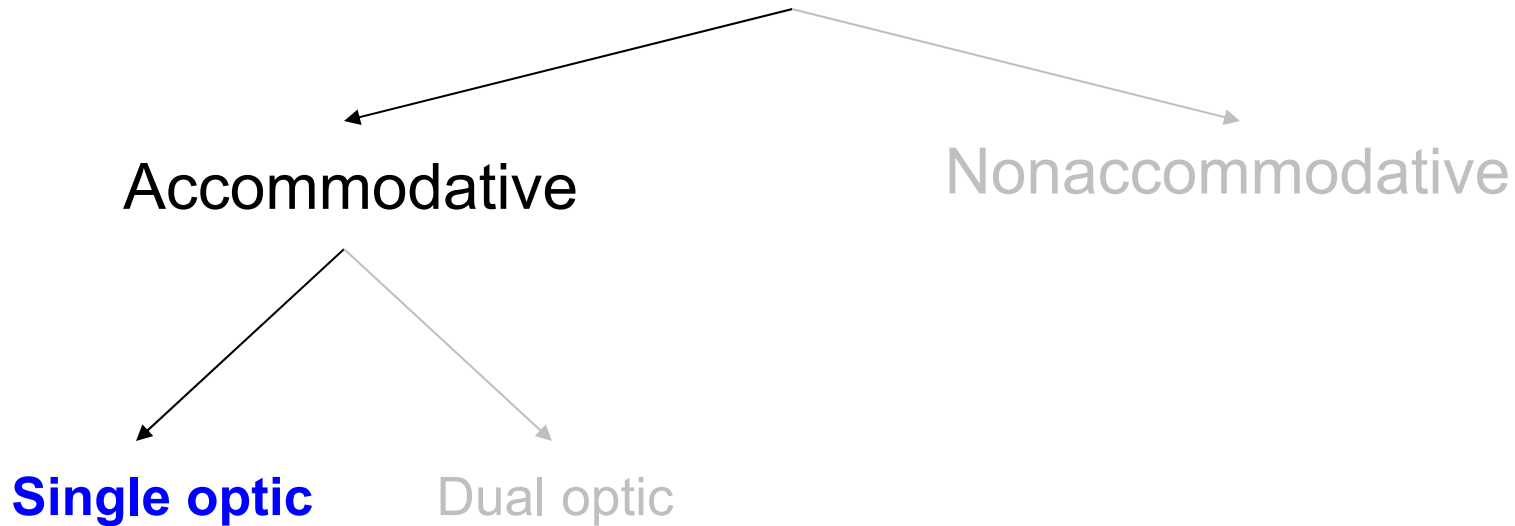 Accommodative
Nonaccommodative
Single optic
Dual optic